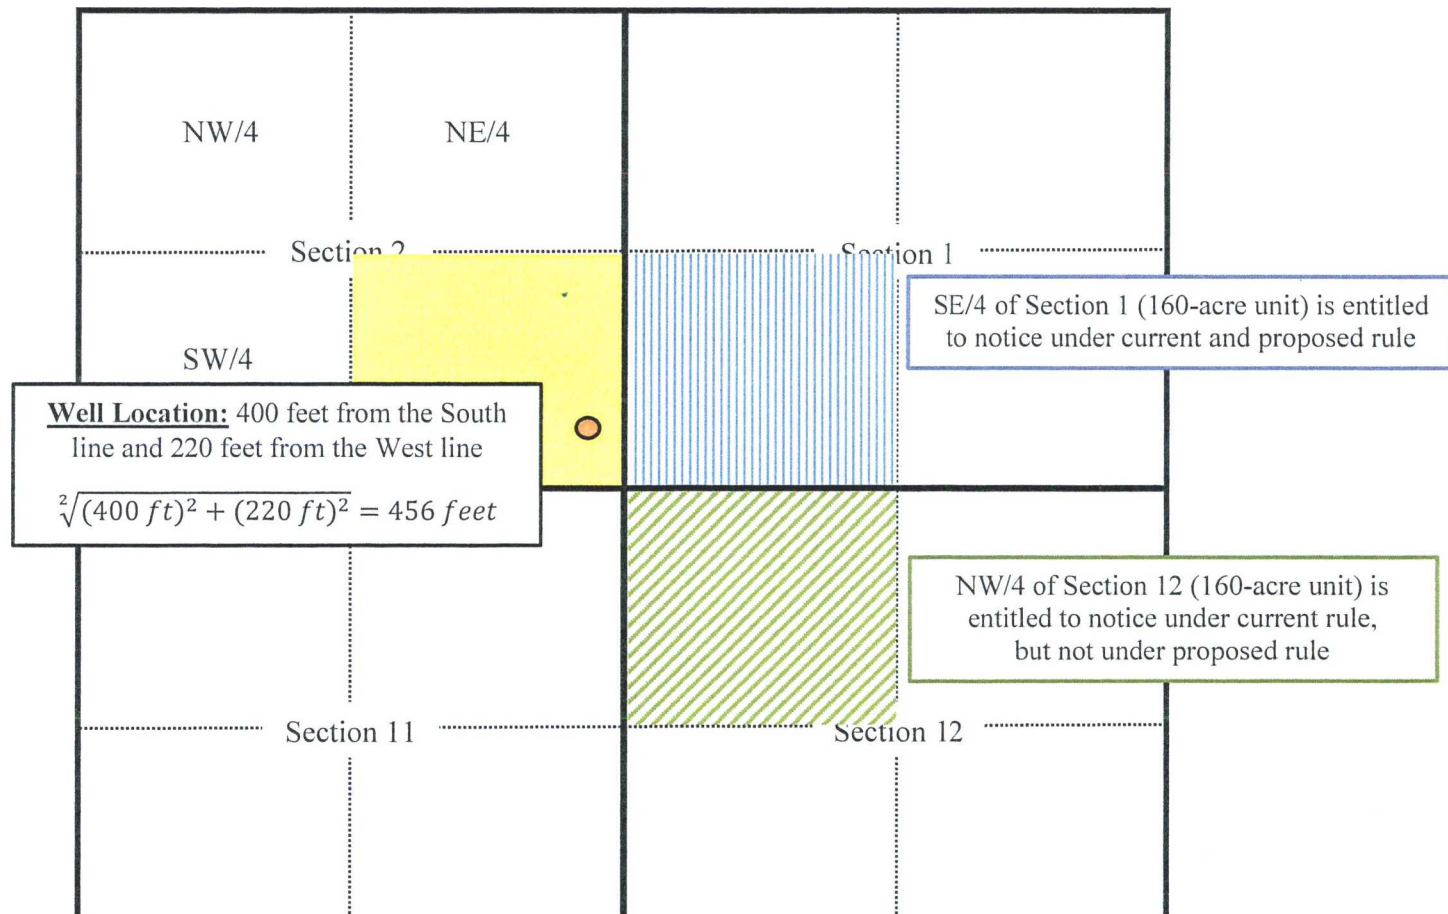 NW/4
NE/4
Section 2
Section 1
SE/4 of Section 1 (160-acre unit) is entitled
to notice under current and proposed rule
SW/4
Well Location: 400 feet from the South
line and 220 feet from the West line
²√(400 ft)² + (220 ft)² = 456 feet
NW/4 of Section 12 (160-acre unit) is
entitled to notice under current rule,
but not under proposed rule
Section 11
Section 12